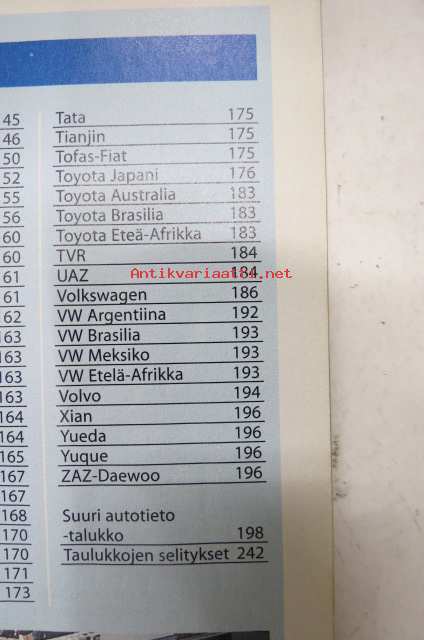 45
46
50
52
55
56
60
60
61
61
62
163
163
163
163
164
164
165
167
167
168
170
170
171
173
Tata 175
Tianjin 175
Tofas-Fiat 175
Toyota Japani 176
Toyota Australia 183
Toyota Brasilia 183
Toyota Eteä-Afrikka 183
TVR 184
UAZ 184
Volkswagen 186
VW Argentiina 192
VW Brasilia 193
VW Meksiko 193
VW Etelä-Afrikka 193
Volvo 194
Xian 196
Yueda 196
Yuque 196
ZAZ-Daewoo 196
Suuri autotieto
-talukko 198
Taulukkojen selitykset 242
Antikvariaatti.net